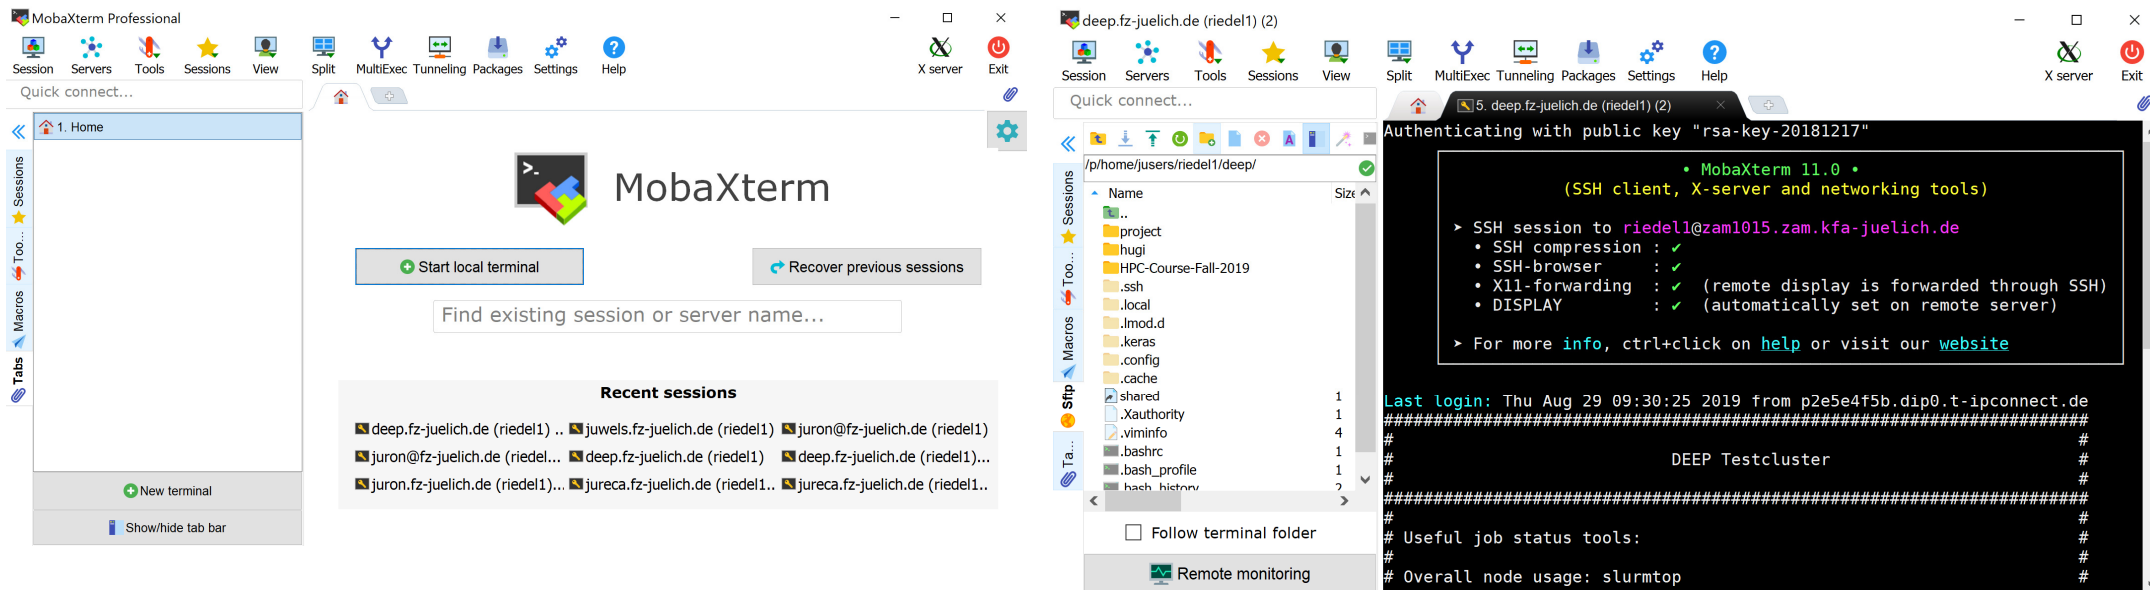 MobaXterm Professional
Session Servers Tools Sessions View Split MultiExec Tunneling Packages Settings Help X server Exit
Quick connect...
1. Home
Sessions
Too...
Macros
Tabs
>_
MobaXterm
Start local terminal
Recover previous sessions
Find existing session or server name...
Recent sessions
deep.fz-juelich.de (riedel1) .. juwels.fz-juelich.de (riedel1) juron@fz-juelich.de (riedel1)
juron@fz-juelich.de (riedel... deep.fz-juelich.de (riedel1) deep.fz-juelich.de (riedel1)...
juron.fz-juelich.de (riedel1)... jureca.fz-juelich.de (riedel1.. jureca.fz-juelich.de (riedel1..
New terminal
Show/hide tab bar
deep.fz-juelich.de (riedel1) (2)
Session Servers Tools Sessions View Split MultiExec Tunneling Packages Settings Help X server Exit
Quick connect...
5. deep.fz-juelich.de (riedel1) (2)
/p/home/jusers/riedel1/deep/
Sessions
Too...
Macros
Sftp
Ta...
Name Size
..
project
hugi
HPC-Course-Fall-2019
.ssh
.local
.lmod.d
.keras
.config
.cache
shared 1
.Xauthority 1
.viminfo 4
.bashrc 1
.bash_profile 1
.bash_history 2
Follow terminal folder
Remote monitoring
Authenticating with public key "rsa-key-20181217"
• MobaXterm 11.0 •
(SSH client, X-server and networking tools)
➤ SSH session to riedel1@zam1015.zam.kfa-juelich.de
• SSH compression : ✔
• SSH-browser : ✔
• X11-forwarding : ✔ (remote display is forwarded through SSH)
• DISPLAY : ✔ (automatically set on remote server)
➤ For more info, ctrl+click on help or visit our website
Last login: Thu Aug 29 09:30:25 2019 from p2e5e4f5b.dip0.t-ipconnect.de
#######################################################################
# #
# DEEP Testcluster #
# #
#######################################################################
# #
# Useful job status tools: #
# #
# Overall node usage: slurmtop #